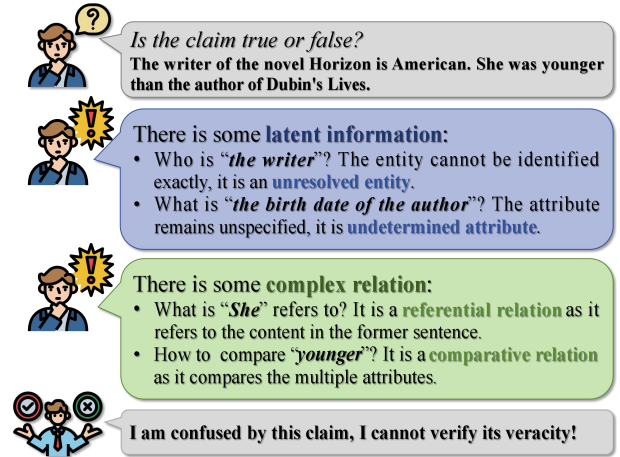 ?
Is the claim true or false?
The writer of the novel Horizon is American. She was younger
than the author of Dubin's Lives.
!
There is some latent information:
• Who is “the writer”? The entity cannot be identified
exactly, it is an unresolved entity.
• What is “the birth date of the author”? The attribute
remains unspecified, it is undetermined attribute.
!
There is some complex relation:
• What is “She” refers to? It is a referential relation as it
refers to the content in the former sentence.
• How to compare “younger”? It is a comparative relation
as it compares the multiple attributes.
I am confused by this claim, I cannot verify its veracity!